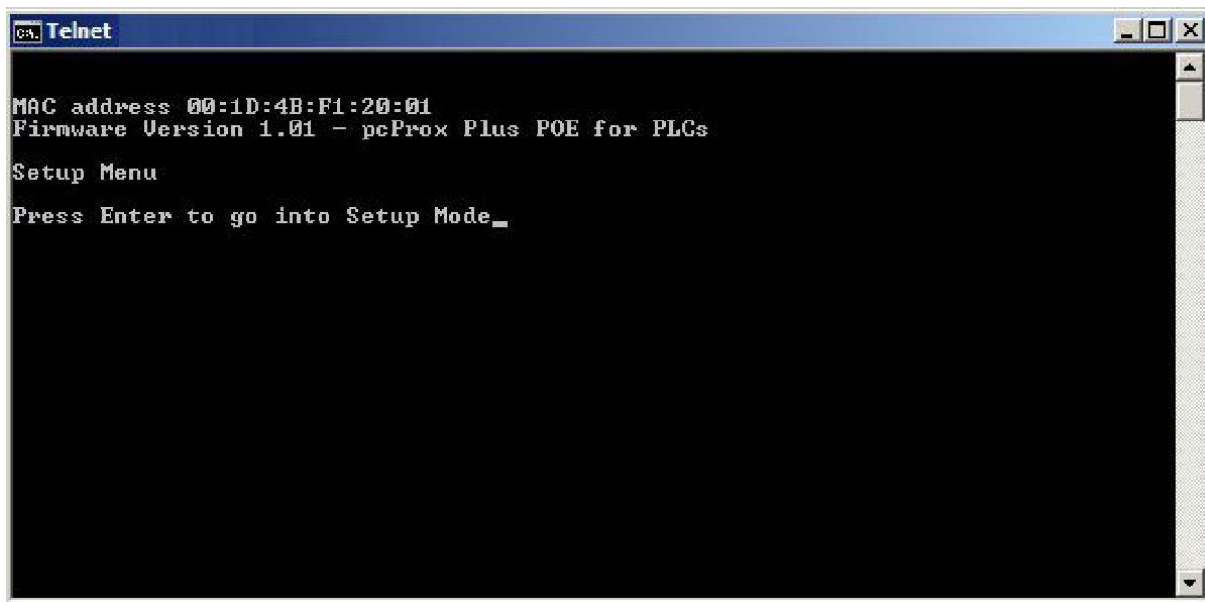 C:\. Telnet
MAC address 00:1D:4B:F1:20:01
Firmware Version 1.01 - pcProx Plus POE for PLCs
Setup Menu
Press Enter to go into Setup Mode_